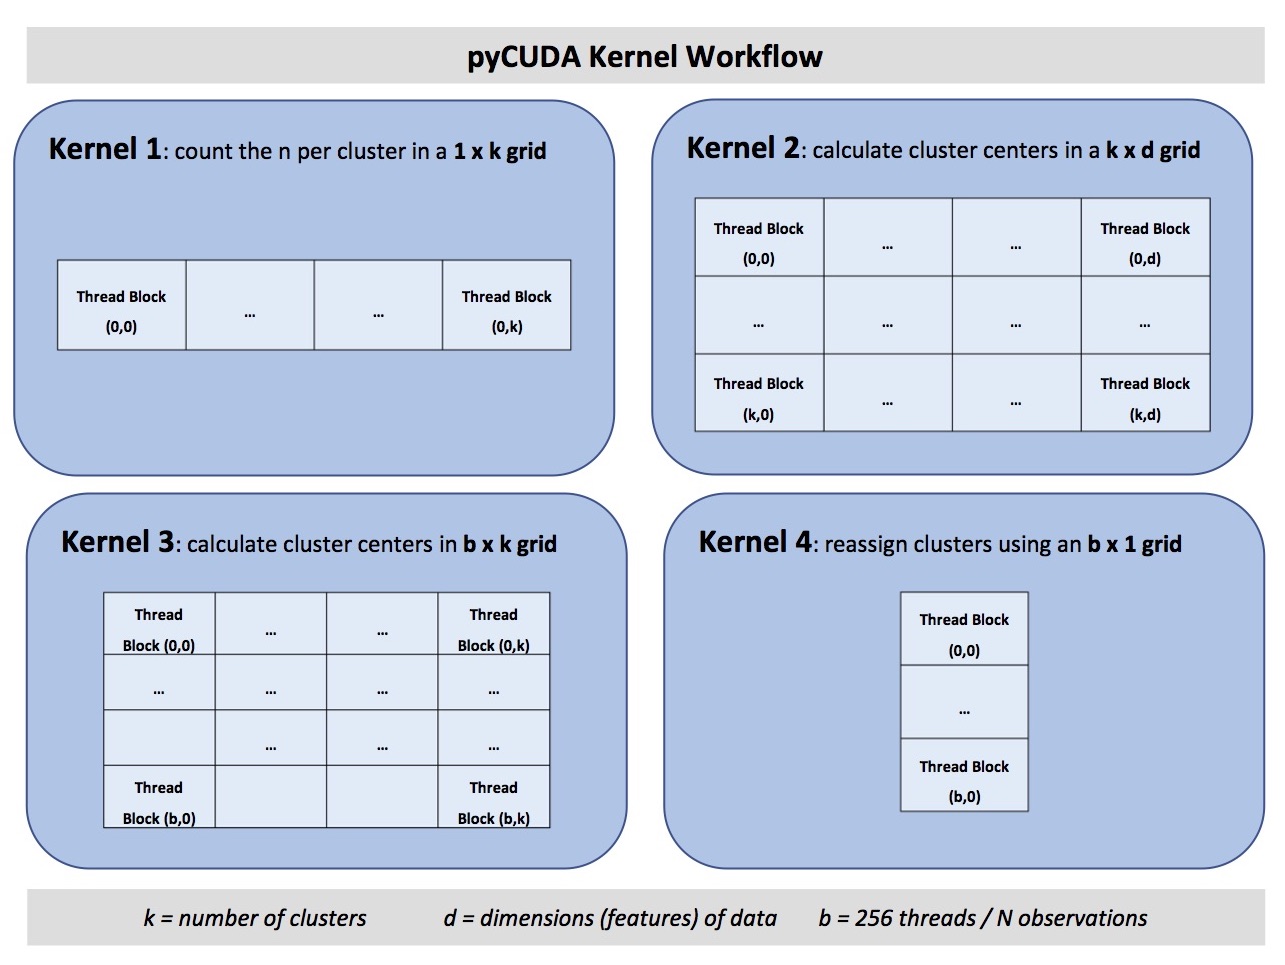 pyCUDA Kernel Workflow
Kernel 1: count the n per cluster in a 1 x k grid
Thread Block
(0,0)
...
...
Thread Block
(0,k)
Kernel 2: calculate cluster centers in a k x d grid
Thread Block
(0,0)
...
...
Thread Block
(0,d)
...
...
...
...
Thread Block
(k,0)
...
...
Thread Block
(k,d)
Kernel 3: calculate cluster centers in b x k grid
Thread
Block (0,0)
...
...
Thread
Block (0,k)
...
...
...
...
...
...
...
Thread
Block (b,0)
Thread
Block (b,k)
Kernel 4: reassign clusters using an b x 1 grid
Thread Block
(0,0)
...
Thread Block
(b,0)
k = number of clusters
d = dimensions (features) of data
b = 256 threads / N observations